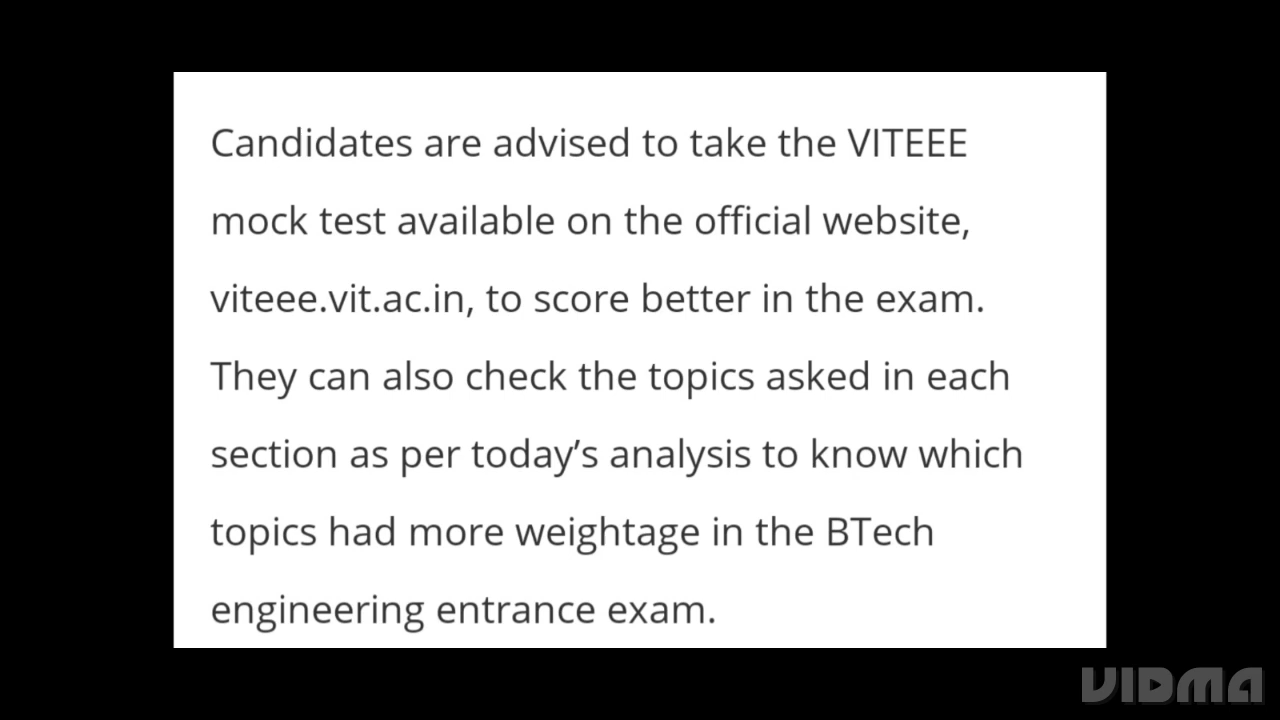 Candidates are advised to take the VITEEE
mock test available on the official website,
viteee.vit.ac.in, to score better in the exam.
They can also check the topics asked in each
section as per today’s analysis to know which
topics had more weightage in the BTech
engineering entrance exam.
VIDMA